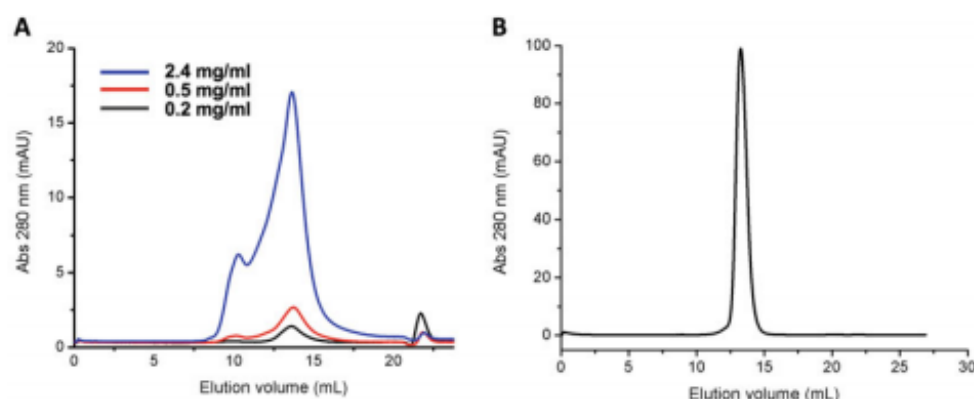 A
20
15
10
5
0
Abs 280 nm (mAU)
2.4 mg/ml
0.5 mg/ml
0.2 mg/ml
0 5 10 15 20
Elution volume (mL)
B
100
80
60
40
20
0
Abs 280 nm (mAU)
0 5 10 15 20 25 30
Elution volume (mL)